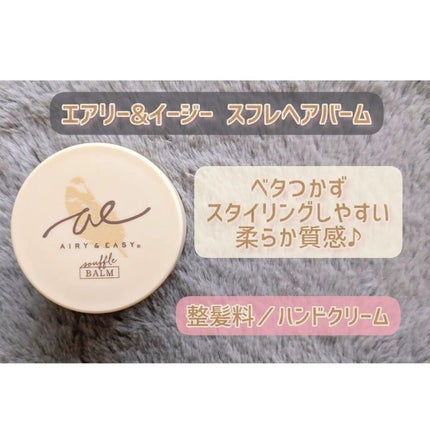 エアリー&イージー スフレヘアバーム
ae
AIRY & EASY
souffle
BALM
ベタつかず
スタイリングしやすい
柔らか質感♪
整髪料/ハンドクリーム